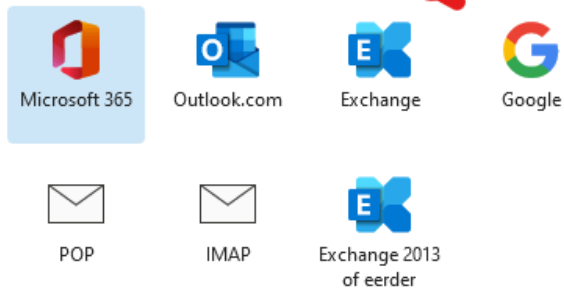 Microsoft 365
Outlook.com
Exchange
Google
POP
IMAP
Exchange 2013
of eerder